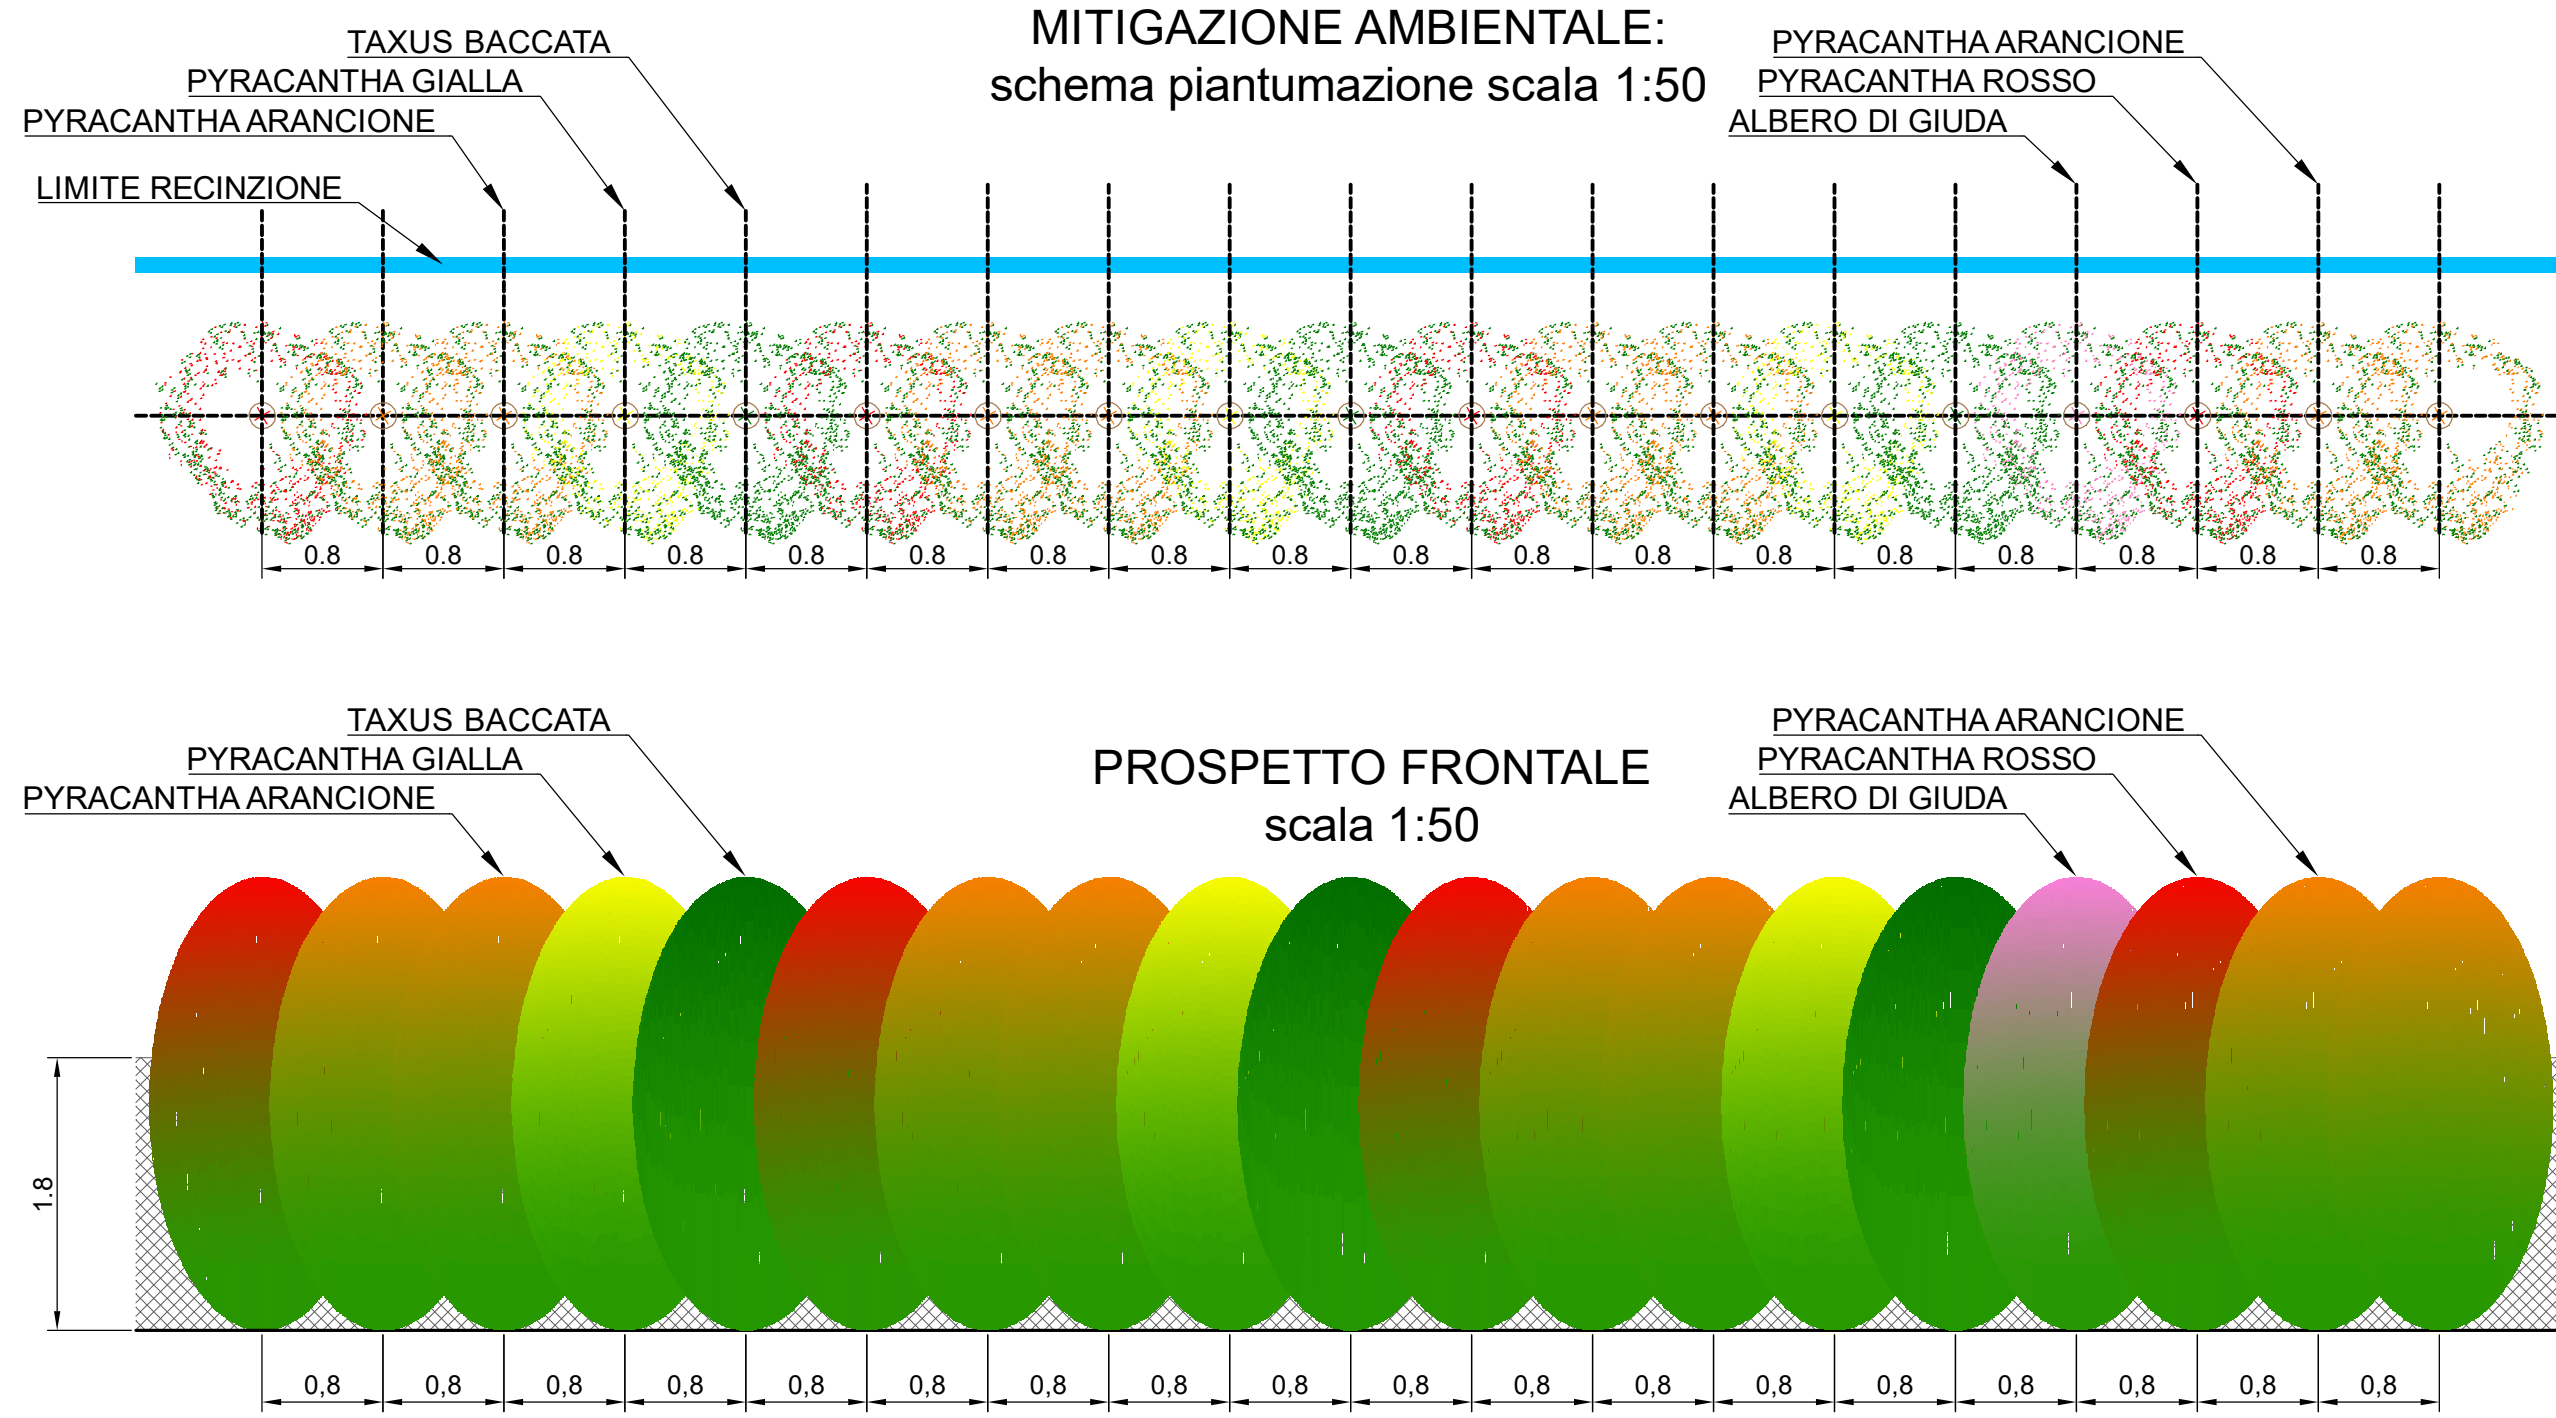 MITIGAZIONE AMBIENTALE:
schema piantumazione scala 1:50
TAXUS BACCATA
PYRACANTHA GIALLA
PYRACANTHA ARANCIONE
LIMITE RECINZIONE
PYRACANTHA ARANCIONE
PYRACANTHA ROSSO
ALBERO DI GIUDA
0.8 0.8 0.8 0.8 0.8 0.8 0.8 0.8 0.8 0.8 0.8 0.8 0.8 0.8 0.8 0.8 0.8 0.8
TAXUS BACCATA
PYRACANTHA GIALLA
PYRACANTHA ARANCIONE
PROSPETTO FRONTALE
scala 1:50
PYRACANTHA ARANCIONE
PYRACANTHA ROSSO
ALBERO DI GIUDA
1.8
0,8 0,8 0,8 0,8 0,8 0,8 0,8 0,8 0,8 0,8 0,8 0,8 0,8 0,8 0,8 0,8 0,8 0,8